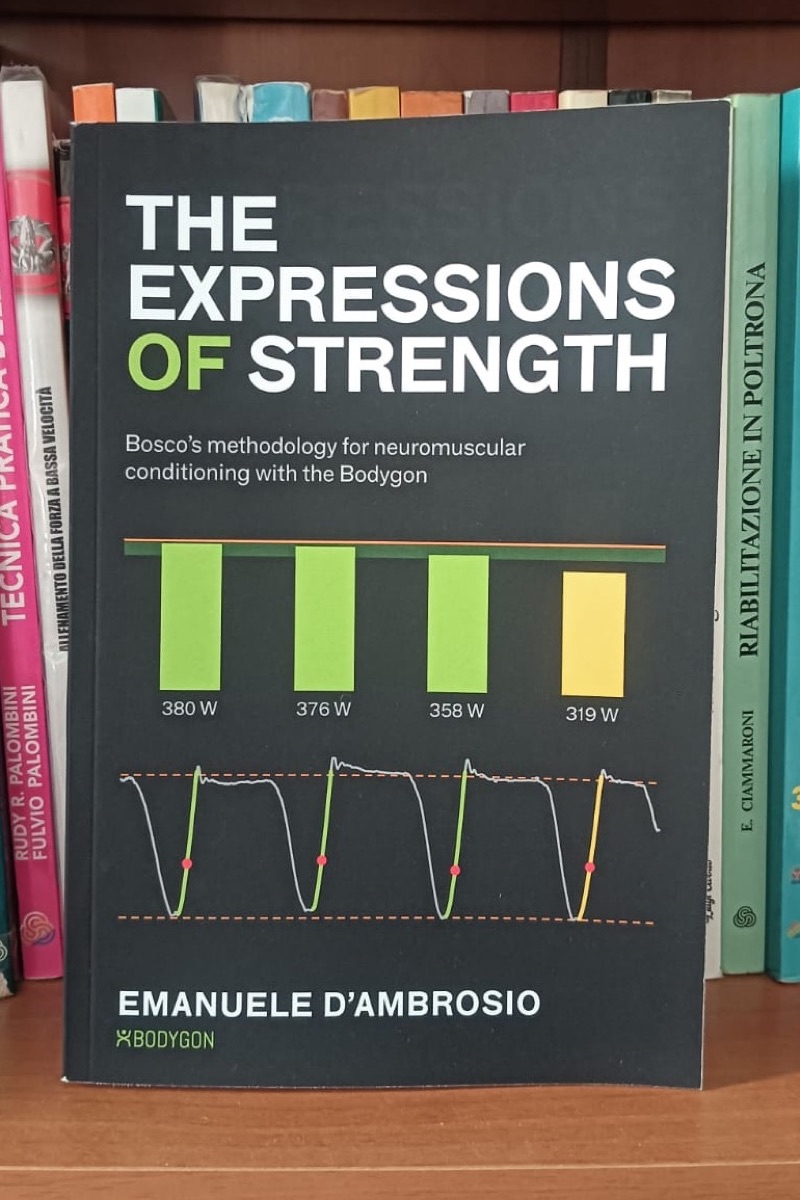 THE
EXPRESSIONS
OF STRENGTH
Bosco's methodology for neuromuscular
conditioning with the Bodygon
380 W
376 W
358 W
319 W
EMANUELE D'AMBROSIO
BODYGON
TECNICA PRATICA
RUDY R. PALOMBINI
FULVIO PALOMBINI
ALLENAMENTO DELLA FORZA A BASSA VELOCITÀ
RIABILITAZIONE IN POLTRONA
E. CIAMMARONI